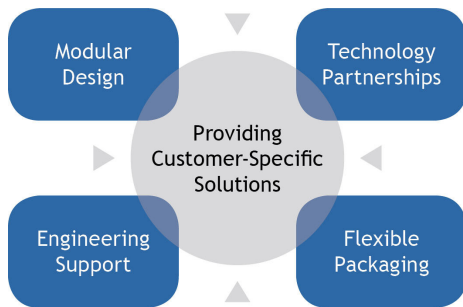 Modular
Design
Technology
Partnerships
Providing
Customer-Specific
Solutions
Engineering
Support
Flexible
Packaging